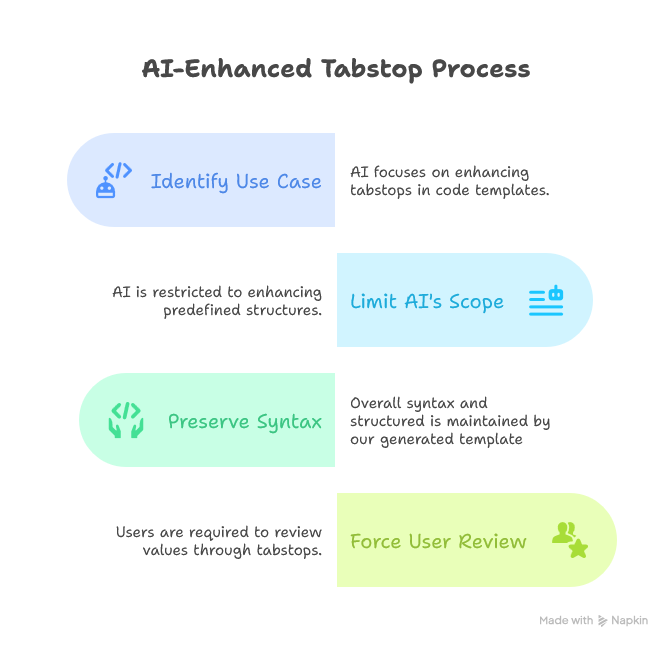 AI-Enhanced Tabstop Process
Identify Use Case
AI focuses on enhancing
tabstops in code templates.
AI is restricted to enhancing
predefined structures.
Limit AI's Scope
Preserve Syntax
Overall syntax and
structured is maintained by
our generated template
Users are required to review
values through tabstops.
Force User Review
Made with Napkin